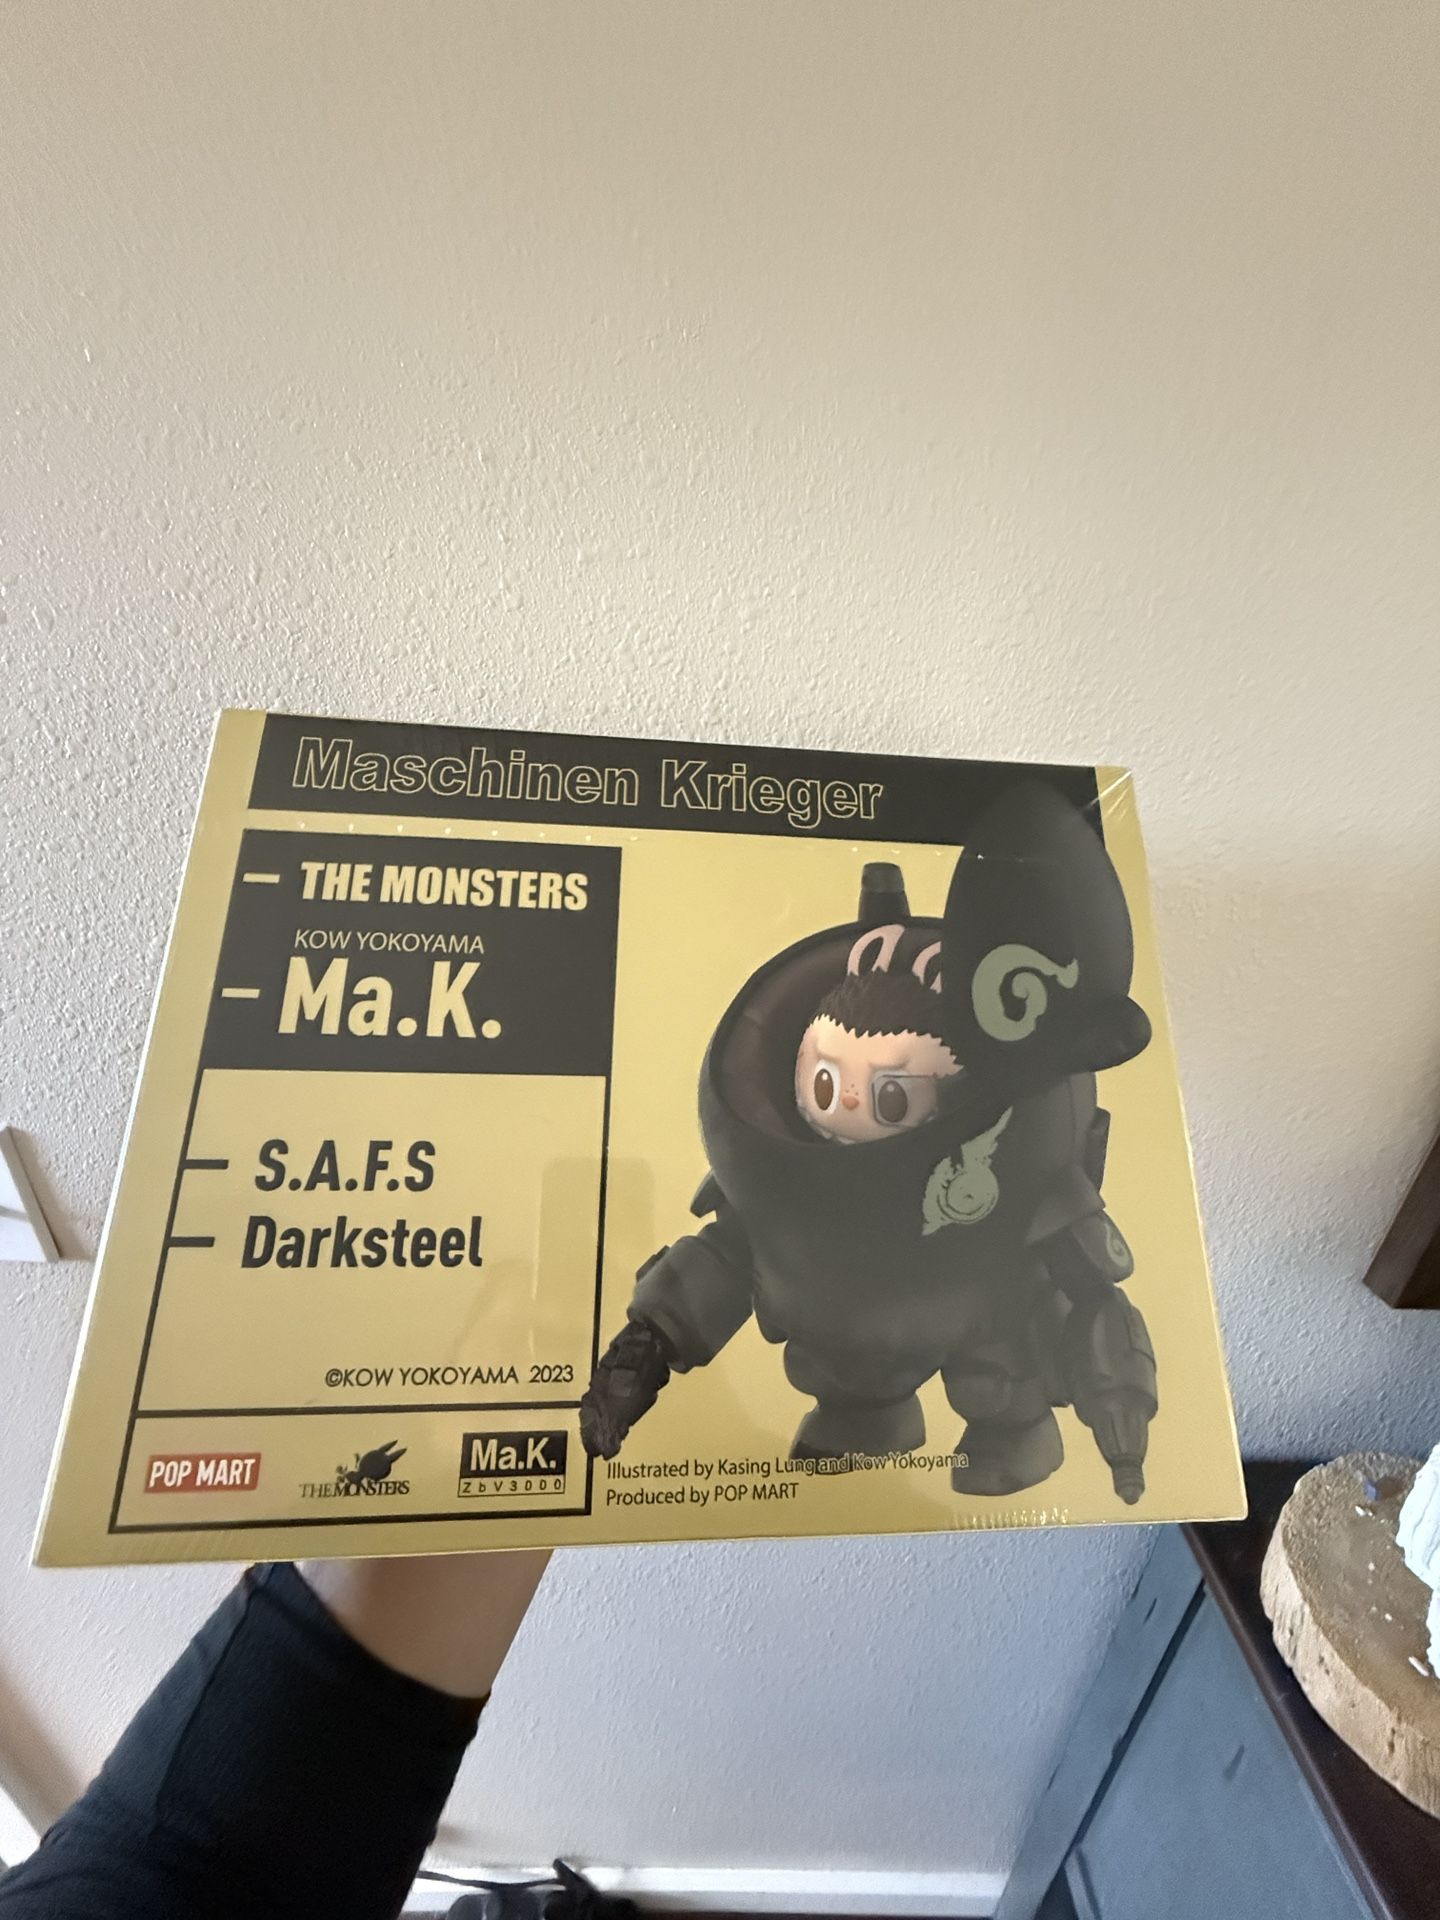 Maschinen Krieger
THE MONSTERS
KOW YOKOYAMA
Ma.K.
S.A.F.S
Darksteel
©KOW YOKOYAMA 2023
POP MART
THE MONSTERS
Ma.K.
ZbV3000
Illustrated by Kasing Lung and Kow Yokoyama
Produced by POP MART